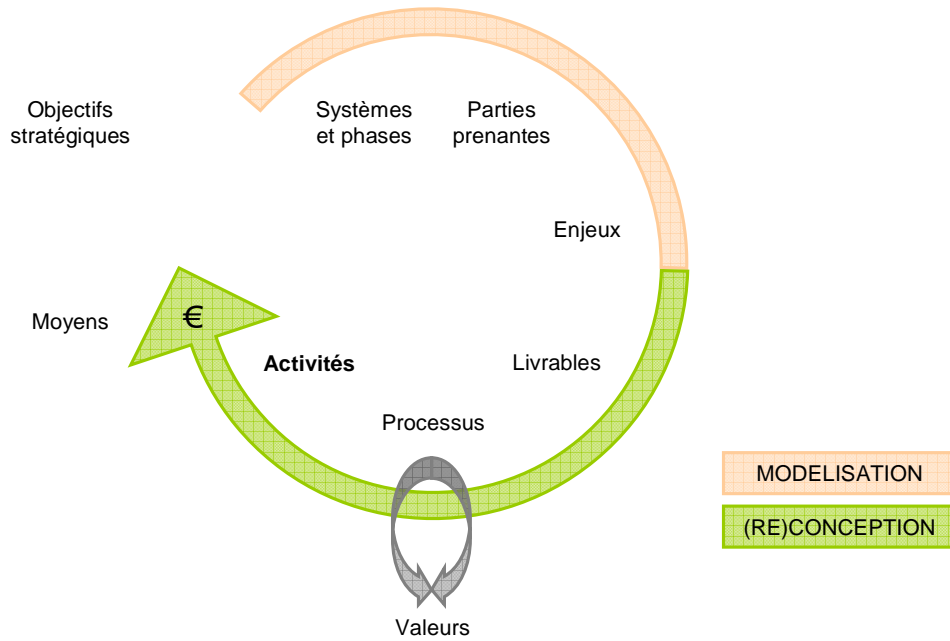 Objectifs
stratégiques
Systèmes
et phases
Parties
prenantes
Enjeux
Moyens
€
Activités
Livrables
Processus
Valeurs
MODELISATION
(RE)CONCEPTION